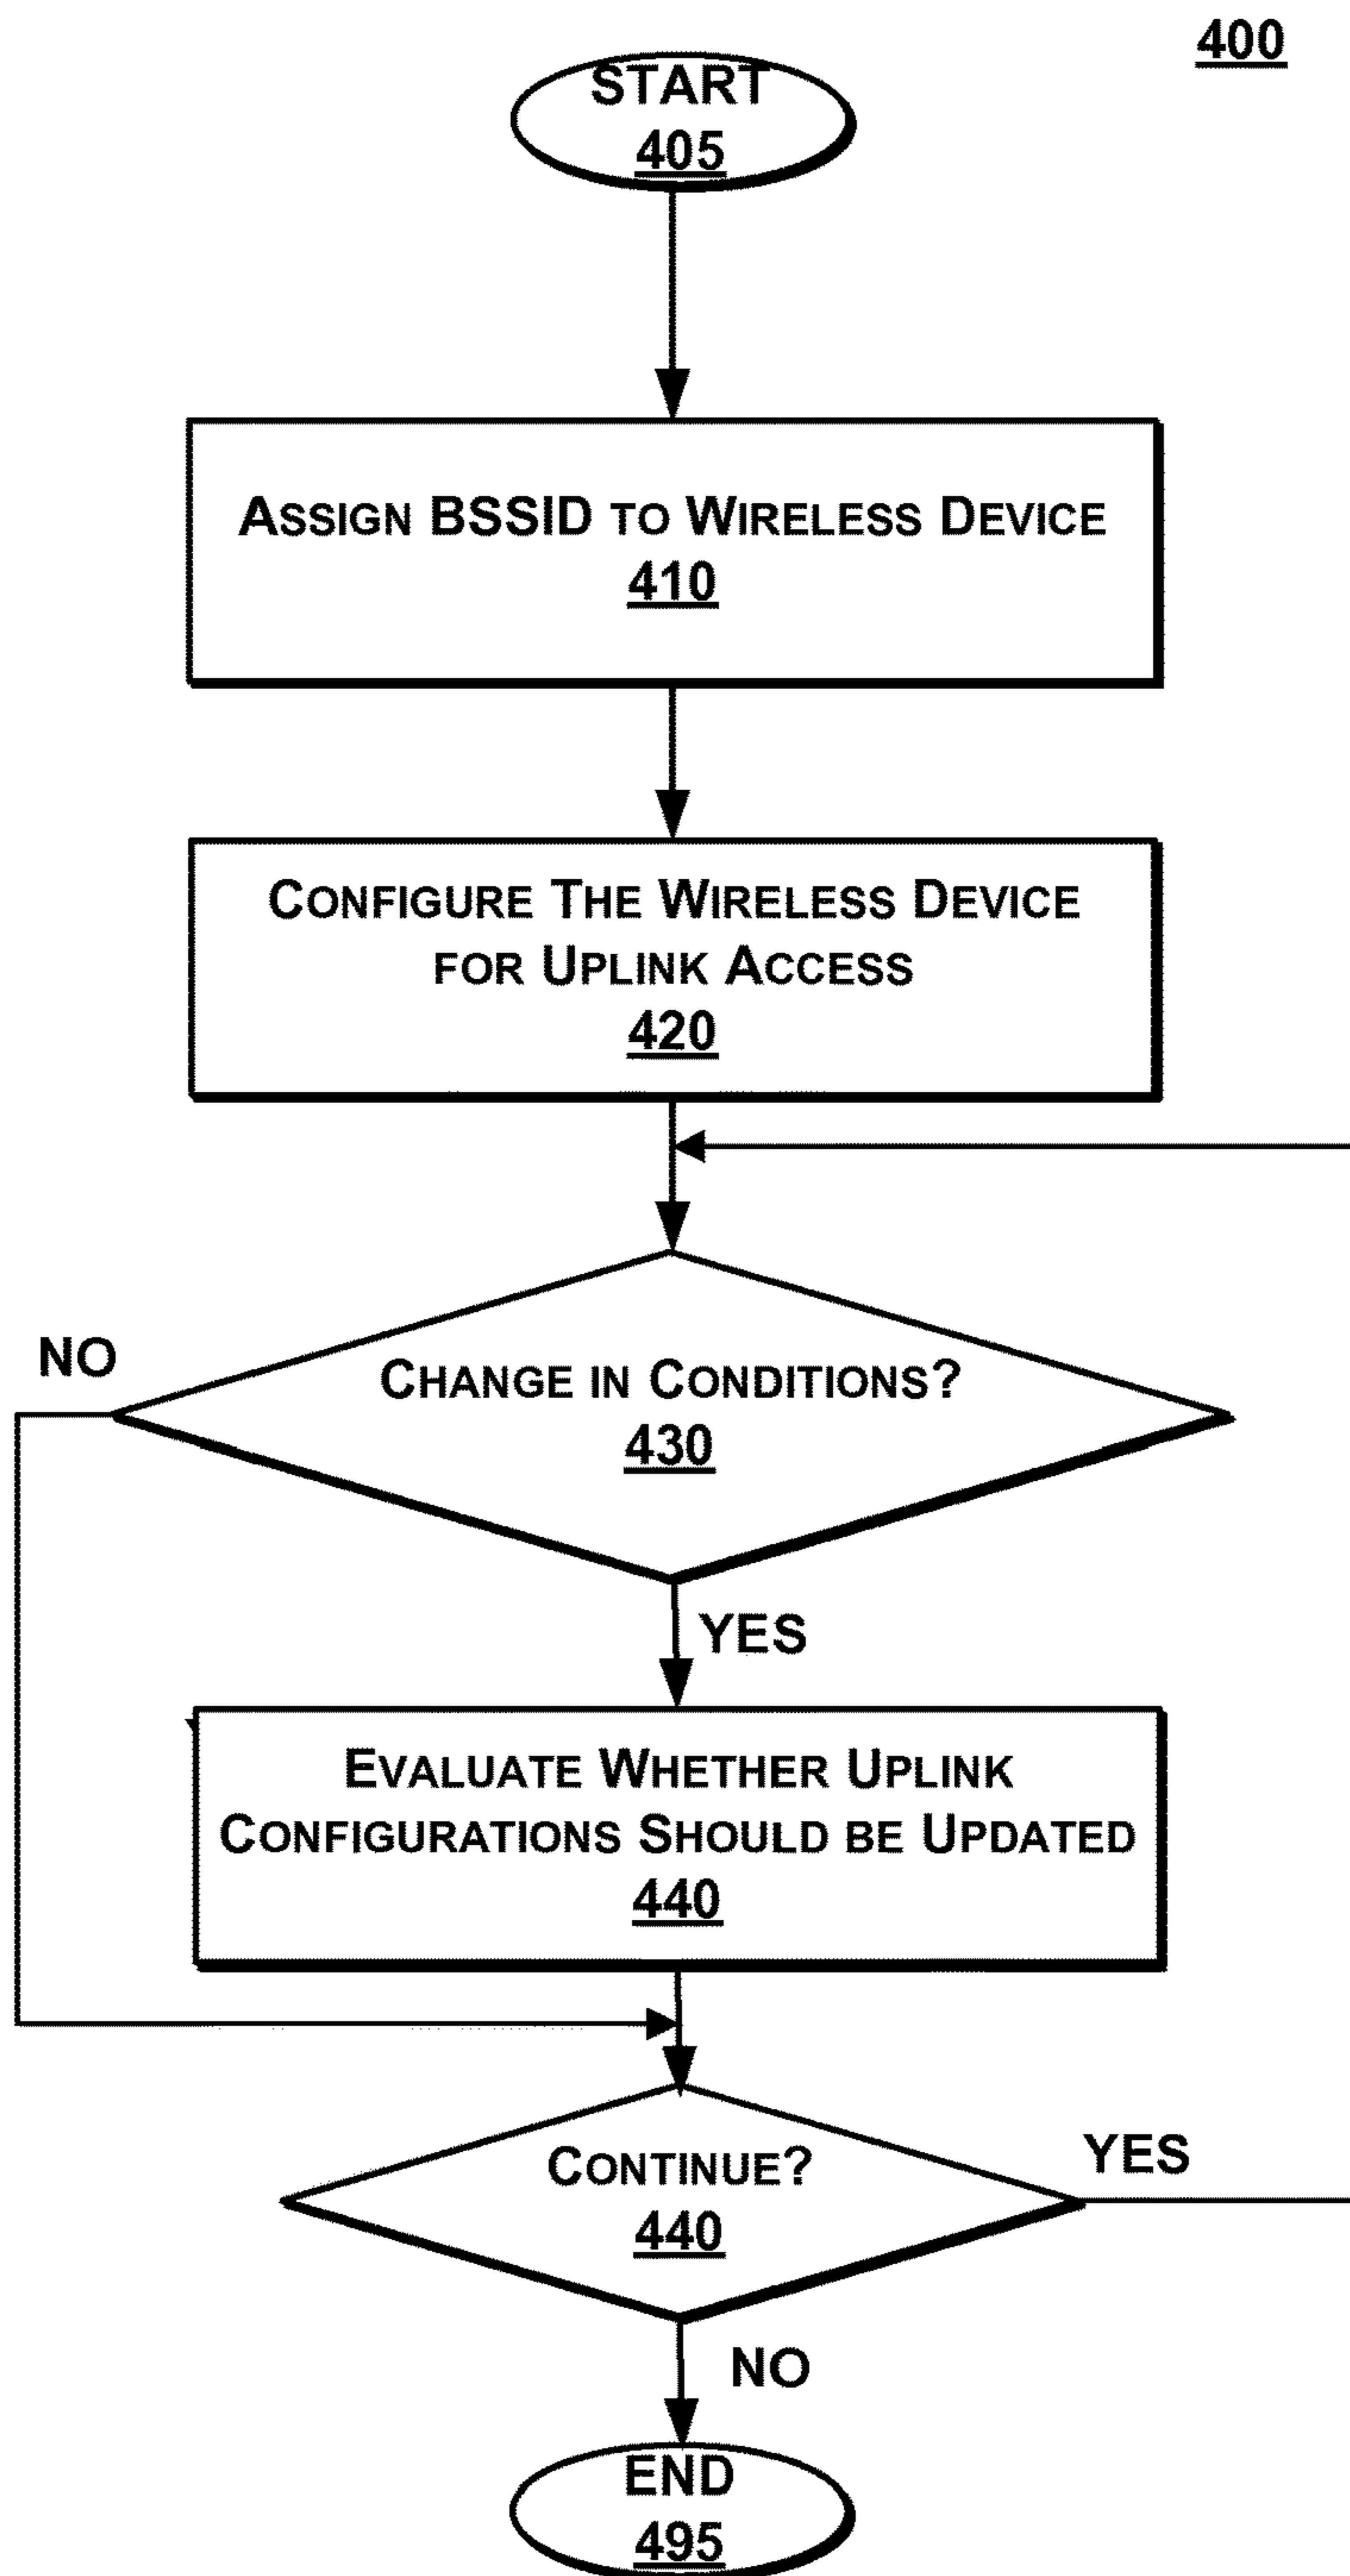 400
START
405
ASSIGN BSSID TO WIRELESS DEVICE
410
CONFIGURE THE WIRELESS DEVICE
FOR UPLINK ACCESS
420
NO
CHANGE IN CONDITIONS?
430
YES
EVALUATE WHETHER UPLINK
CONFIGURATIONS SHOULD BE UPDATED
440
CONTINUE?
440
YES
NO
END
495